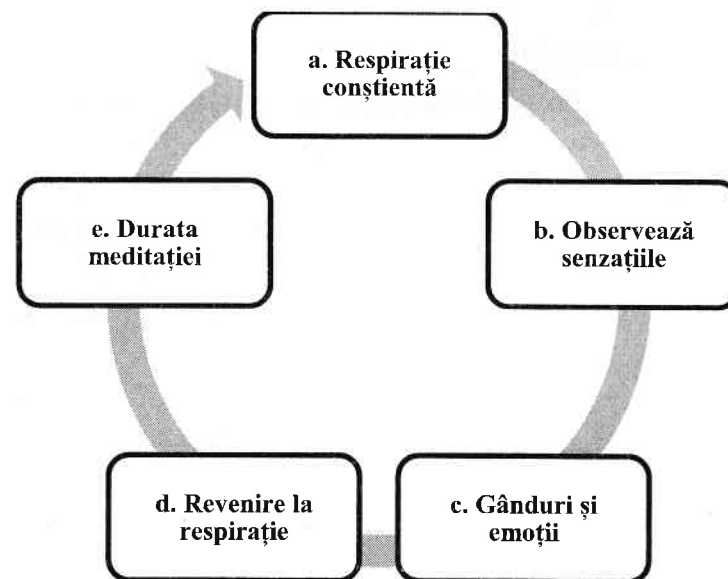 a. Respirație
conștientă
b. Observează
senzațiile
c. Gânduri și
emoții
d. Revenire la
respirație
e. Durata
meditației